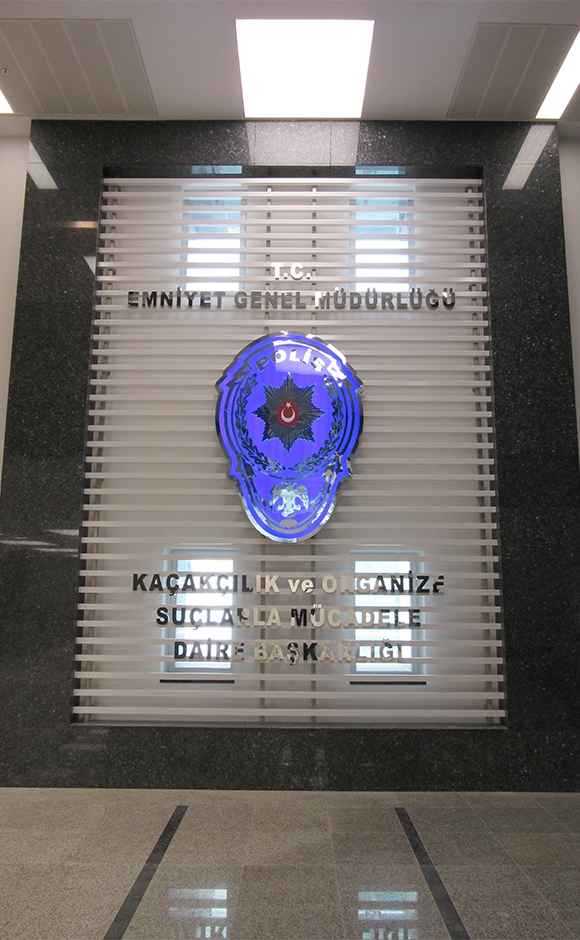 T.C.
EMNİYET GENEL MÜDÜRLÜĞÜ
POLİS
KAÇAKÇILIK ve ORGANİZE
SUÇLARLA MÜCADELE
DAİRE BAŞKANLIĞI